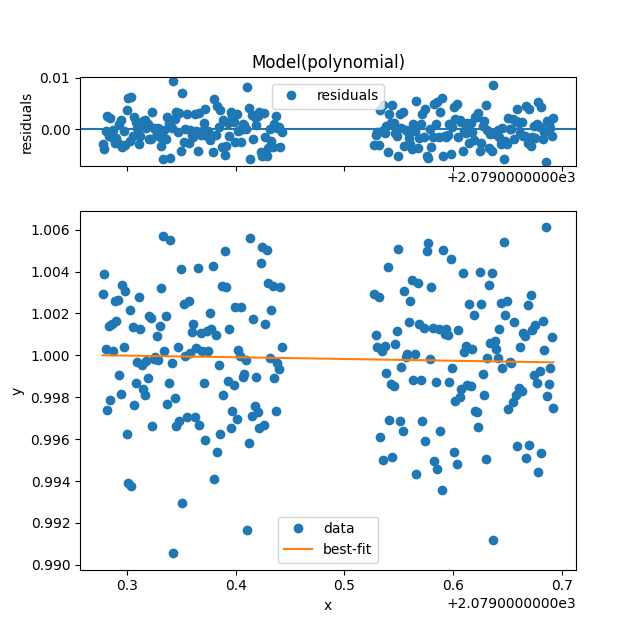 Model(polynomial)
0.01
0.00
residuals
residuals
+2.0790000000e3
1.006
1.004
1.002
1.000
0.998
0.996
0.994
0.992
0.990
y
data
best-fit
0.3 0.4 0.5 0.6 0.7
x
+2.0790000000e3